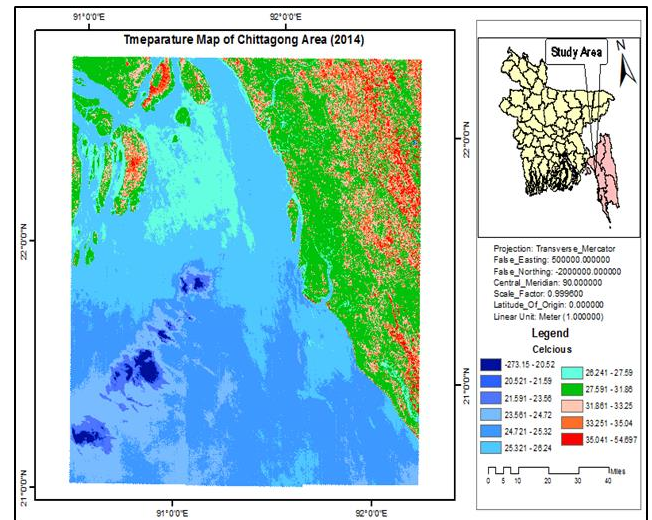 91°0'0"E 92°0'0"E
Tmeparature Map of Chittagong Area (2014)
22°0'0"N
21°0'0"N
91°0'0"E 92°0'0"E
Study Area
N
22°0'0"N
21°0'0"N
Projection: Transverse_Mercator
False_Easting: 500000.000000
False_Northing: -2000000.000000
Central_Meridian: 90.000000
Scale_Factor: 0.999600
Latitude_Of_Origin: 0.000000
Linear Unit: Meter (1.000000)
Legend
Celcious
-273.15 - 20.52
20.521 - 21.59
21.591 - 23.56
23.561 - 24.72
24.721 - 25.32
25.321 - 26.24
26.241 - 27.59
27.591 - 31.86
31.861 - 33.25
33.251 - 35.04
35.041 - 54.697
0 5 10 20 30 40 Miles